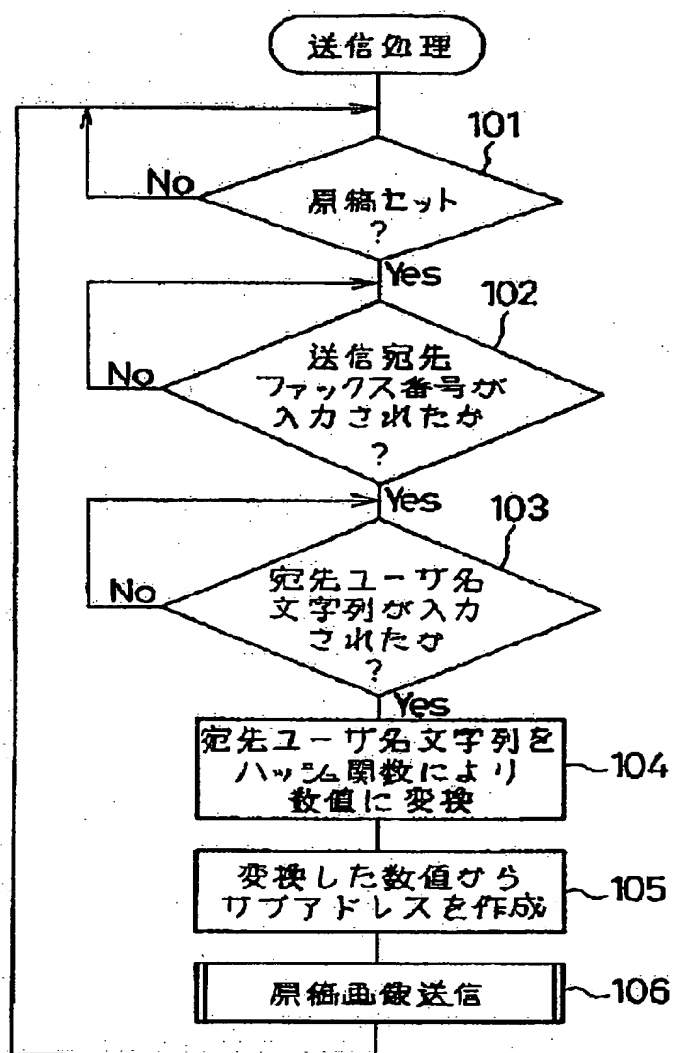 送信処理
101
原稿セット
?
No
Yes
102
送信宛先
ファックス番号が
入力されたか
?
No
Yes
103
宛先ユーザ名
文字列が入力
されたか
?
No
Yes
宛先ユーザ名文字列を
ハッシュ関数により
数値に変換
104
変換した数値から
サブアドレスを作成
105
原稿画像送信
106